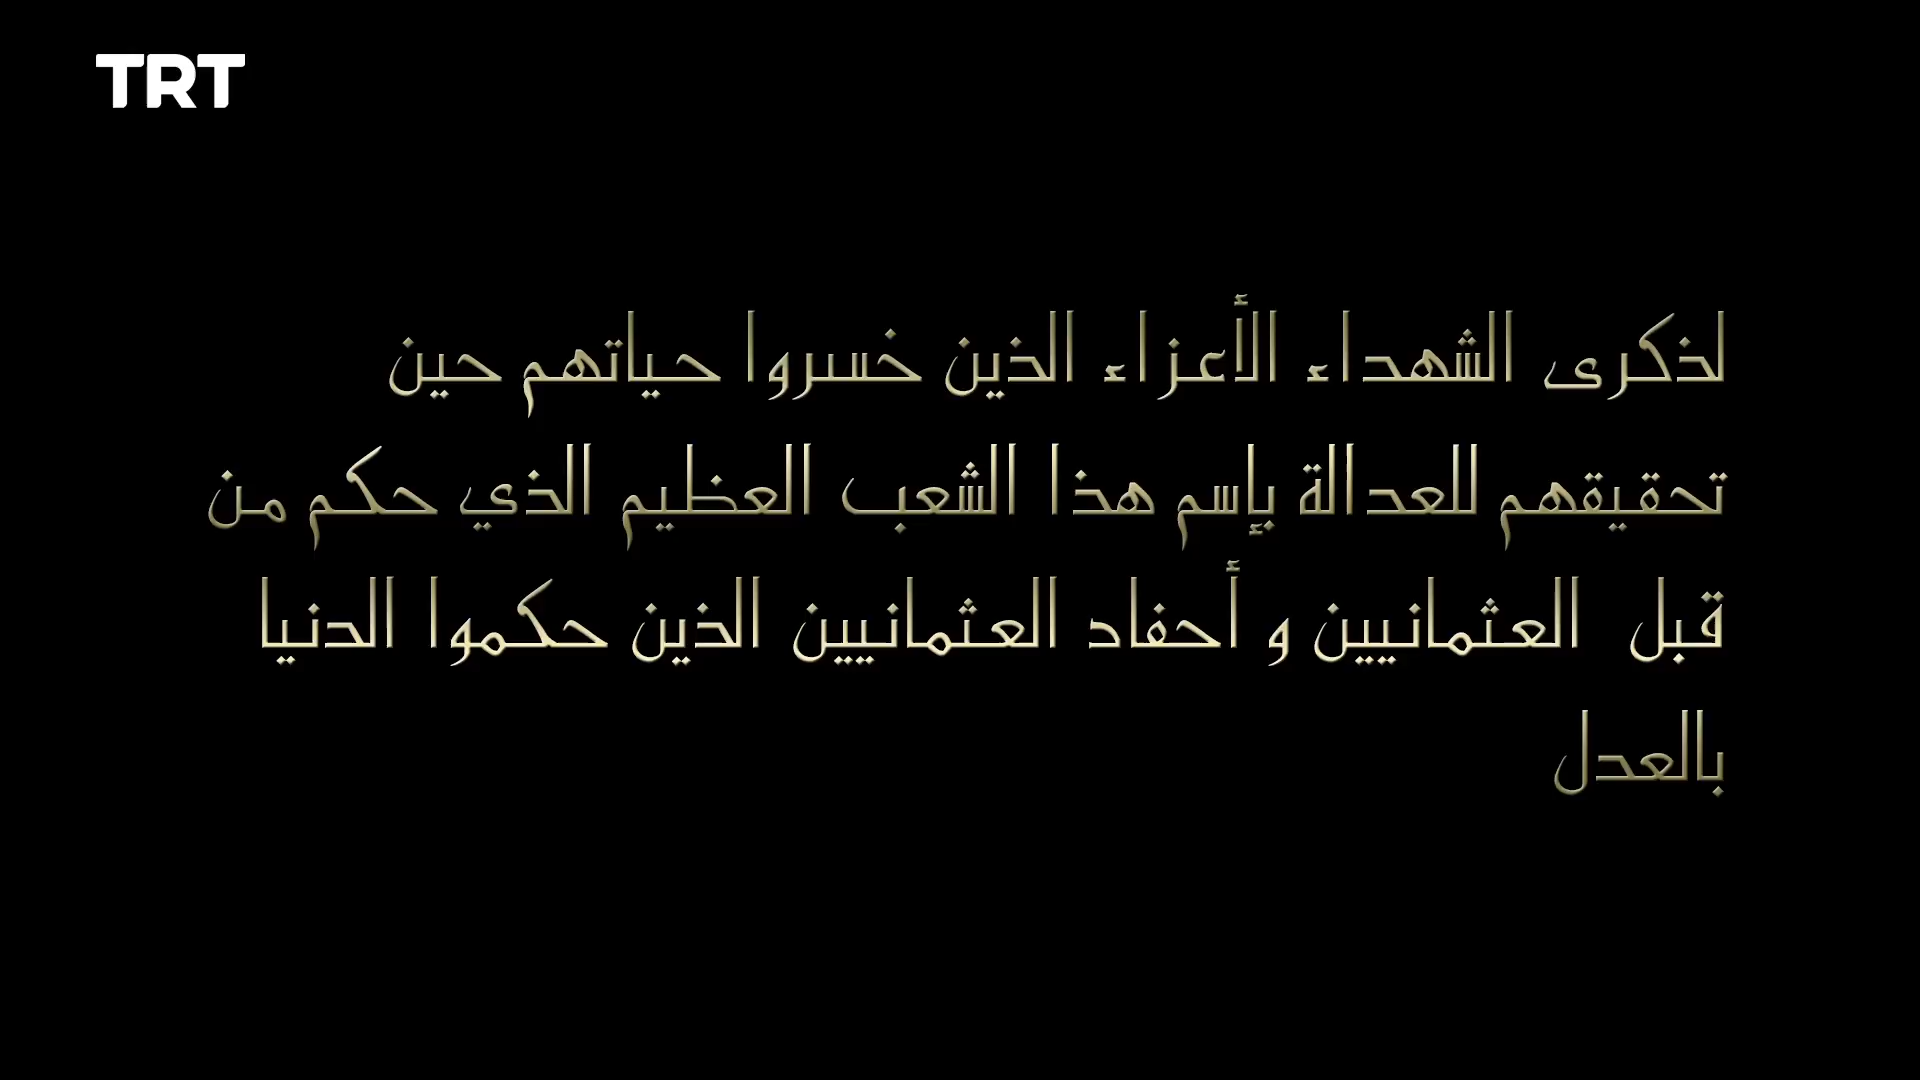 TRT
لذكرى الشهداء الأعزاء الذين خسروا حياتهم حين
تحقيقهم للعدالة بإسم هذا الشعب العظيم الذي حكم من
قبل العثمانيين و أحفاد العثمانيين الذين حكموا الدنيا
بالعدل